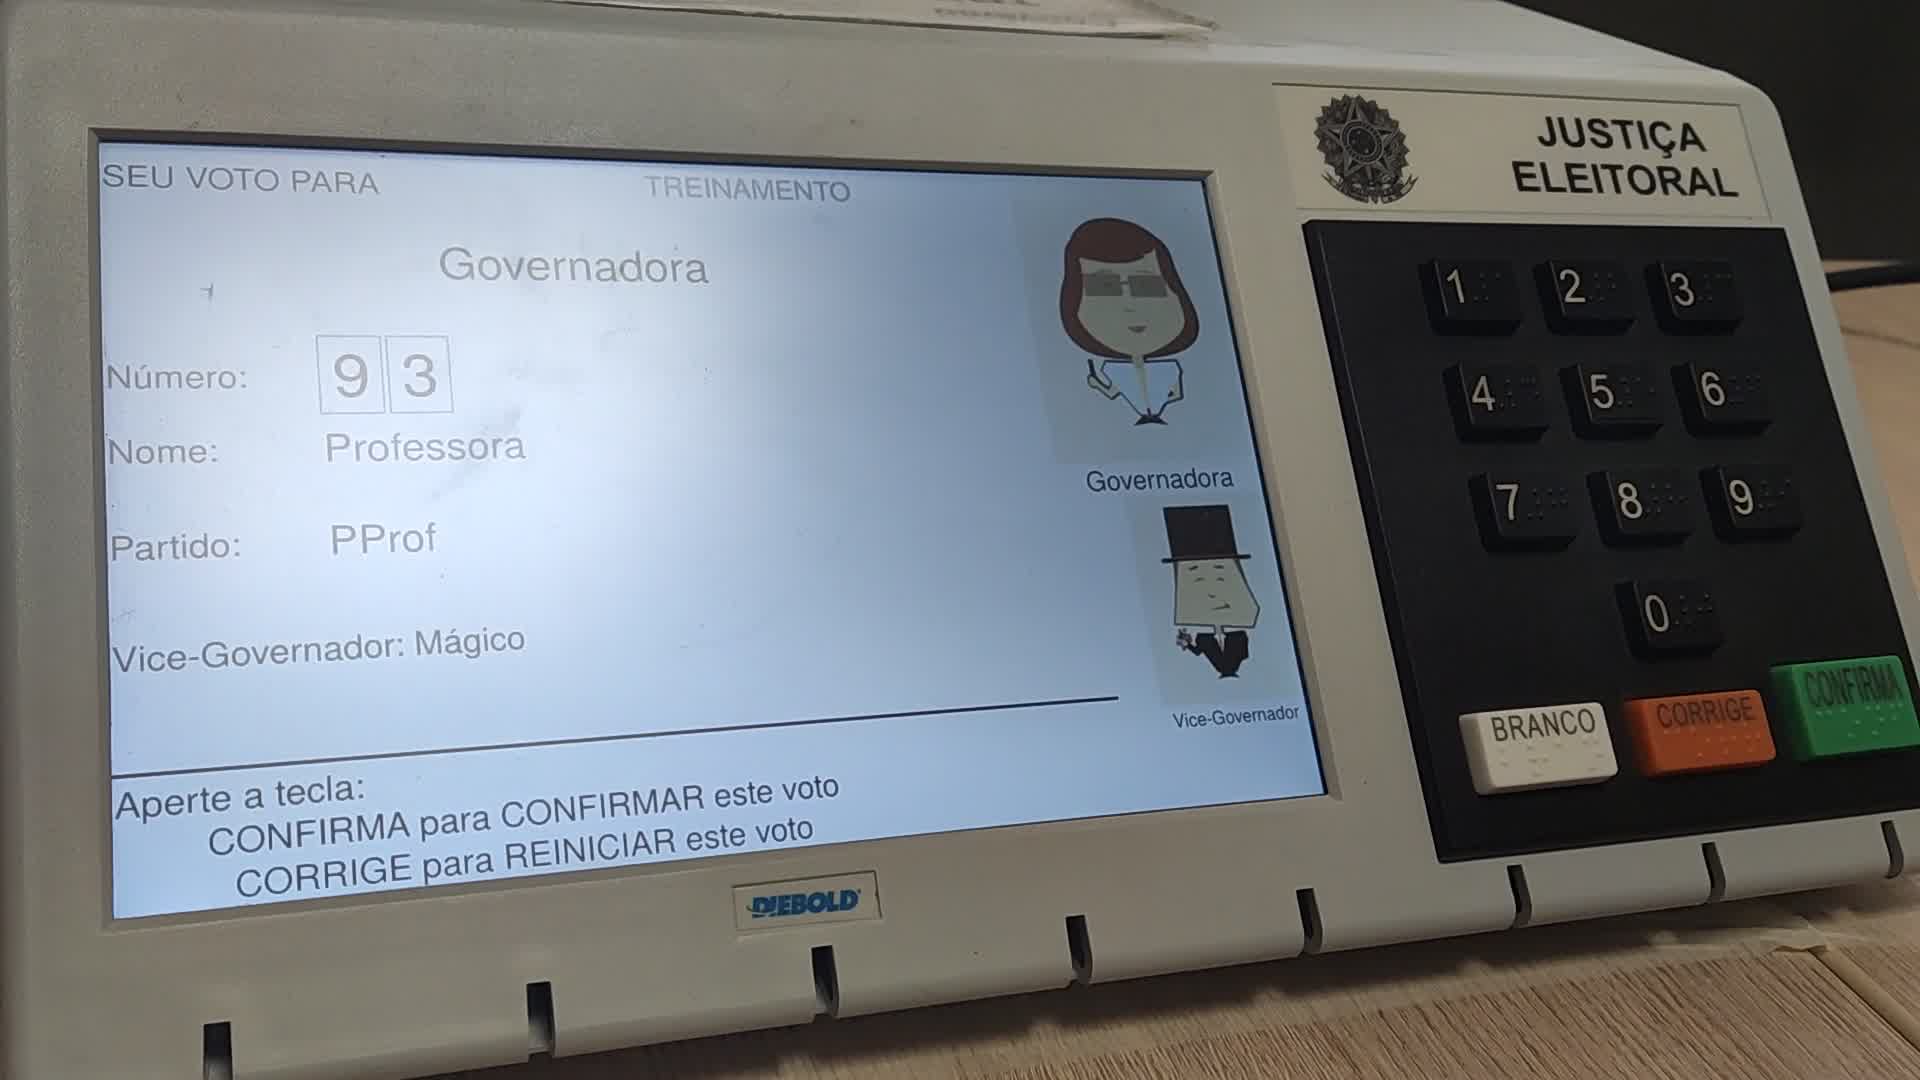 SEU VOTO PARA
TREINAMENTO
Governadora
Número: 93
Nome: Professora
Partido: PProf
Vice-Governador: Mágico
Governadora
Vice-Governador
Aperte a tecla:
CONFIRMA para CONFIRMAR este voto
CORRIGE para REINICIAR este voto
DIEBOLD
JUSTIÇA
ELEITORAL
1 2 3
4 5 6
7 8 9
0
BRANCO CORRIGE CONFIRMA